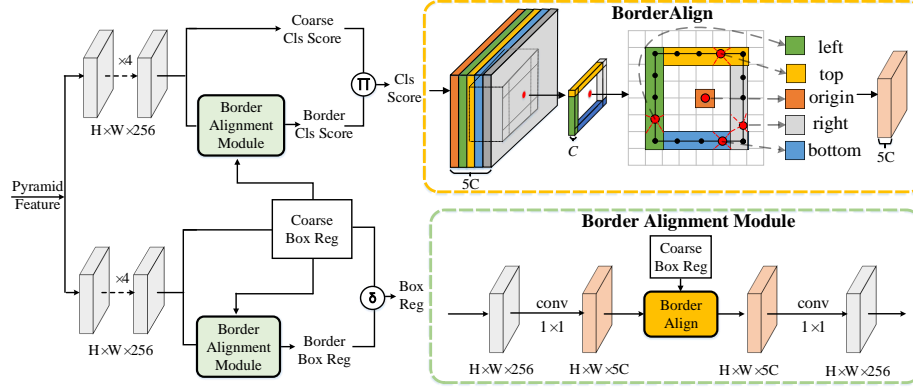 Coarse
Cls Score
×4
H×W×256
Border
Alignment
Module
Border
Cls Score
Π
Cls
Score
Pyramid
Feature
Coarse
Box Reg
×4
H×W×256
Border
Alignment
Module
Border
Box Reg
δ
Box
Reg
BorderAlign
5C
C
left
top
origin
right
bottom
5C
Border Alignment Module
Coarse
Box Reg
conv
1×1
Border
Align
conv
1×1
H×W×256
H×W×5C
H×W×5C
H×W×256